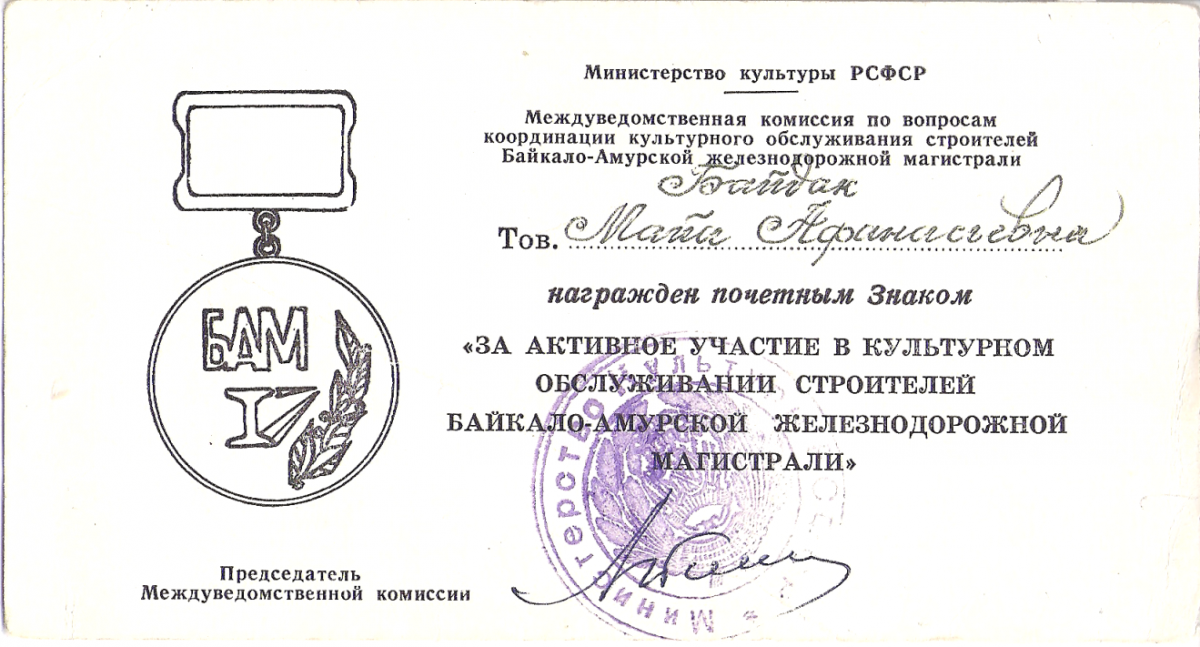 Министерство культуры РСФСР
Междуведомственная комиссия по вопросам
координации культурного обслуживания строителей
Байкало-Амурской железнодорожной магистрали
Байдак
Тов. Афанасьевна
награжден почетным Знаком
«ЗА АКТИВНОЕ УЧАСТИЕ В КУЛЬТУРНОМ
ОБСЛУЖИВАНИИ СТРОИТЕЛЕЙ
БАЙКАЛО-АМУРСКОЙ ЖЕЛЕЗНОДОРОЖНОЙ
МАГИСТРАЛИ»
БАМ
Председатель
Междуведомственной комиссии
Министерство